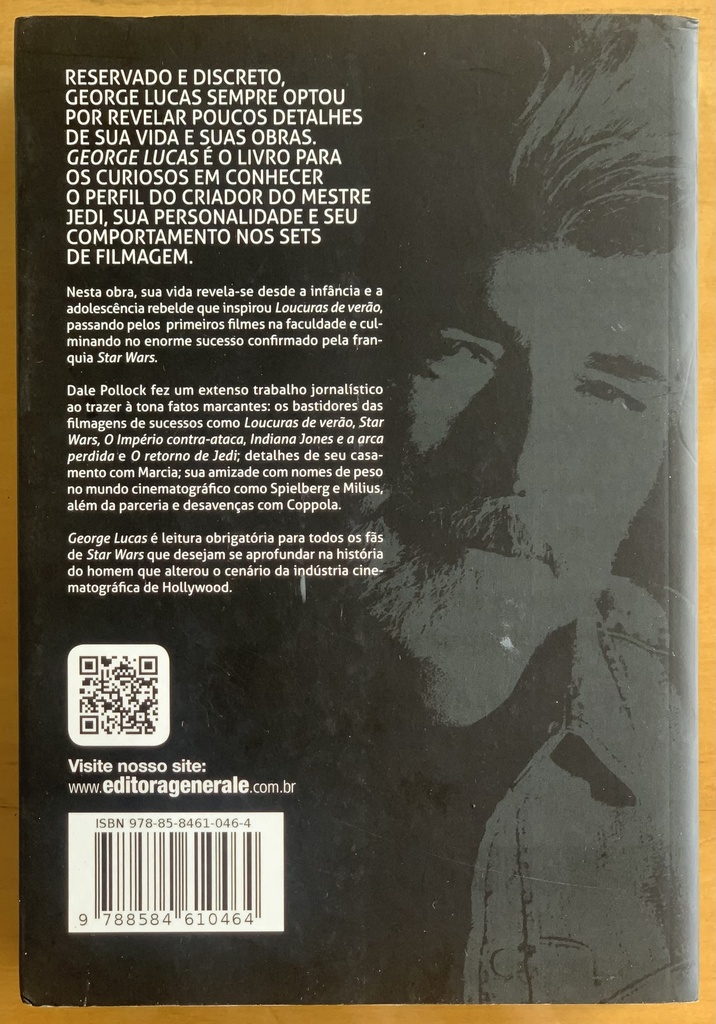 RESERVADO E DISCRETO,
GEORGE LUCAS SEMPRE OPTOU
POR REVELAR POUCOS DETALHES
DE SUA VIDA E SUAS OBRAS.
GEORGE LUCAS É O LIVRO PARA
OS CURIOSOS EM CONHECER
O PERFIL DO CRIADOR DO MESTRE
JEDI, SUA PERSONALIDADE E SEU
COMPORTAMENTO NOS SETS
DE FILMAGEM.
Nesta obra, sua vida revela-se desde a infância e a
adolescência rebelde que inspirou Loucuras de verão,
passando pelos primeiros filmes na faculdade e cul-
minando no enorme sucesso confirmado pela fran-
quia Star Wars.
Dale Pollock fez um extenso trabalho jornalístico
ao trazer à tona fatos marcantes: os bastidores das
filmagens de sucessos como Loucuras de verão, Star
Wars, O Império contra-ataca, Indiana Jones e a arca
perdida e O retorno de Jedi; detalhes de seu casa-
mento com Marcia; sua amizade com nomes de peso
no mundo cinematográfico como Spielberg e Milius,
além da parceria e desavenças com Coppola.
George Lucas é leitura obrigatória para todos os fãs
de Star Wars que desejam se aprofundar na história
do homem que alterou o cenário da indústria cine-
matográfica de Hollywood.
Visite nosso site:
www.editoragenerale.com.br
ISBN 978-85-8461-046-4
9 788584 610464